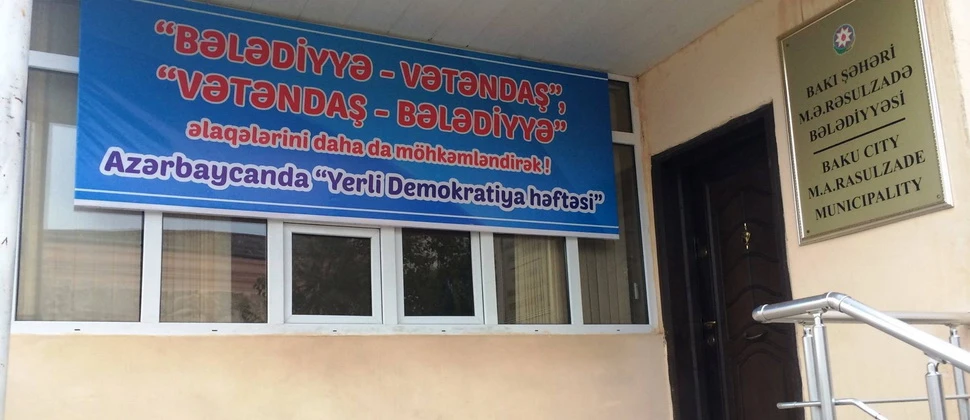 “BƏLƏDİYYƏ - VƏTƏNDAŞ”,
“VƏTƏNDAŞ - BƏLƏDİYYƏ”
əlaqələrini daha da möhkəmləndirək!
Azərbaycanda “Yerli Demokratiya həftəsi”
BAKI ŞƏHƏRİ
M.Ə.RƏSULZADƏ
BƏLƏDİYYƏSİ
BAKU CITY
M.A.RASULZADE
MUNICIPALITY